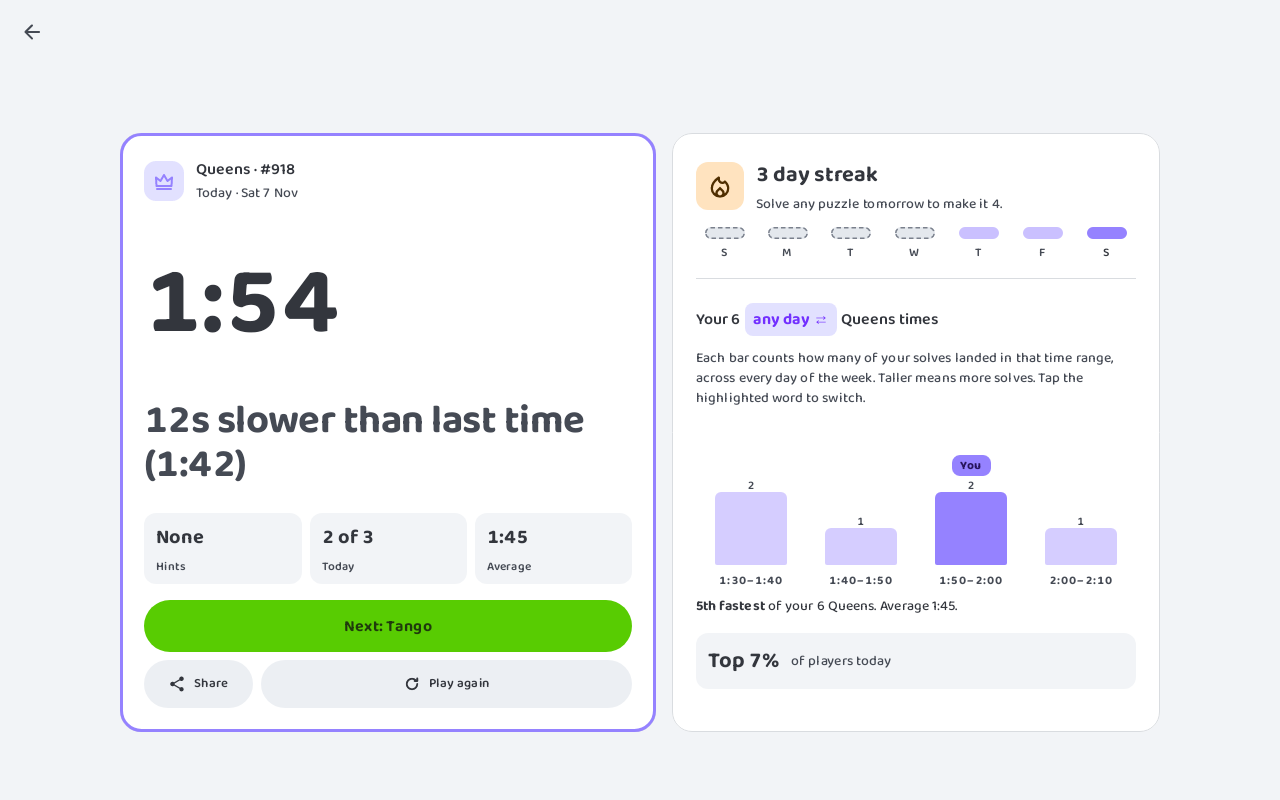 Queens · #918
Today · Sat 7 Nov
1:54
12s slower than last time
(1:42)
None
Hints
2 of 3
Today
1:45
Average
Next: Tango
Share
Play again
3 day streak
Solve any puzzle tomorrow to make it 4.
S M T W T F S
Your 6 any day Queens times
Each bar counts how many of your solves landed in that time range,
across every day of the week. Taller means more solves. Tap the
highlighted word to switch.
You
2 1 2 1
1:30–1:40 1:40–1:50 1:50–2:00 2:00–2:10
5th fastest of your 6 Queens. Average 1:45.
Top 7% of players today